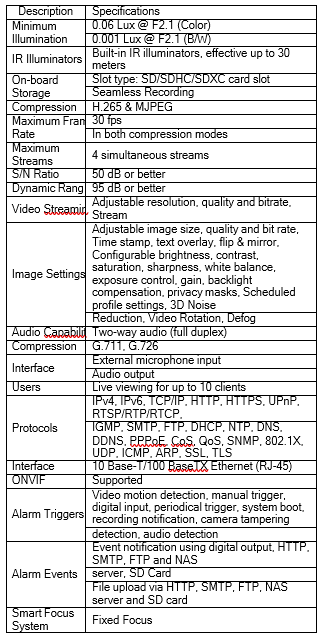 Description Specifications
Minimum Illumination 0.06 Lux @ F2.1 (Color)
0.001 Lux @ F2.1 (B/W)
IR Illuminators Built-in IR illuminators, effective up to 30
meters
On-board Storage Slot type: SD/SDHC/SDXC card slot
Seamless Recording
Compression H.265 & MJPEG
Maximum Fram Rate 30 fps
In both compression modes
Maximum Streams 4 simultaneous streams
S/N Ratio 50 dB or better
Dynamic Rang 95 dB or better
Video Streamin Adjustable resolution, quality and bitrate,
Stream
Image Settings Adjustable image size, quality and bit rate,
Time stamp, text overlay, flip & mirror,
Configurable brightness, contrast,
saturation, sharpness, white balance,
exposure control, gain, backlight
compensation, privacy masks, Scheduled
profile settings, 3D Noise
Reduction, Video Rotation, Defog
Audio Capabilit Two-way audio (full duplex)
Compression G.711, G.726
Interface External microphone input
Audio output
Users Live viewing for up to 10 clients
Protocols IPv4, IPv6, TCP/IP, HTTP, HTTPS, UPnP,
RTSP/RTP/RTCP,
IGMP, SMTP, FTP, DHCP, NTP, DNS,
DDNS, PPPoE, CoS, QoS, SNMP, 802.1X,
UDP, ICMP, ARP, SSL, TLS
Interface 10 Base-T/100 BaseTX Ethernet (RJ-45)
ONVIF Supported
Alarm Triggers Video motion detection, manual trigger,
digital input, periodical trigger, system boot,
recording notification, camera tampering
detection, audio detection
Alarm Events Event notification using digital output, HTTP,
SMTP, FTP and NAS
server, SD Card
File upload via HTTP, SMTP, FTP, NAS
server and SD card
Smart Focus System Fixed Focus